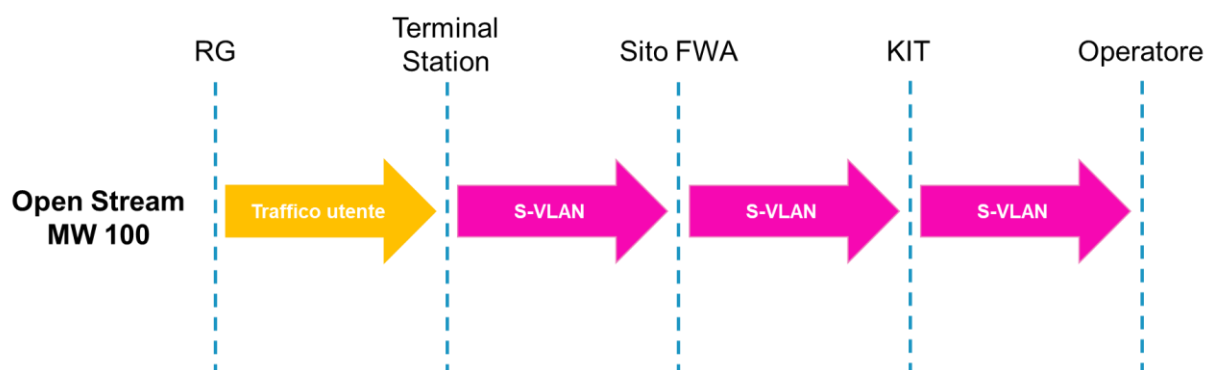 RG
Terminal
Station
Sito FWA
KIT
Operatore
Open Stream
MW 100
Traffico utente
S-VLAN
S-VLAN
S-VLAN